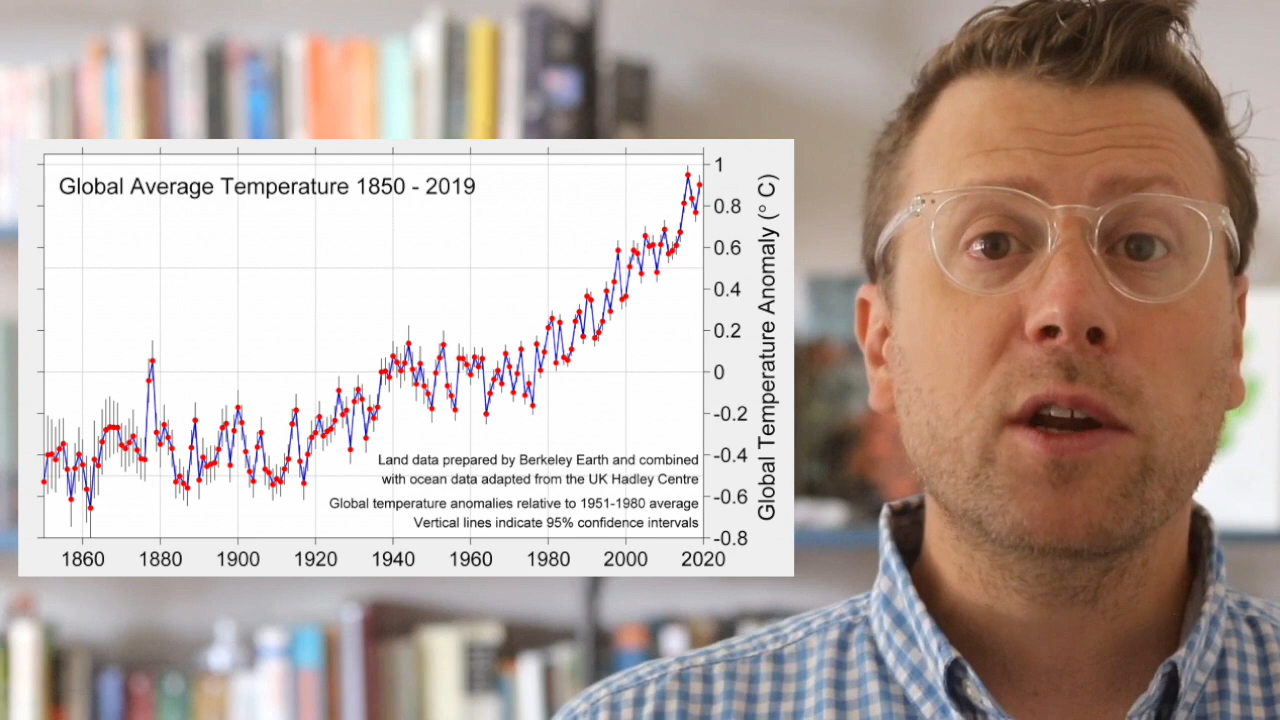 Global Average Temperature 1850 - 2019
1
0.8
0.6
0.4
0.2
0
-0.2
-0.4
-0.6
-0.8
Global Temperature Anomaly (° C)
Land data prepared by Berkeley Earth and combined
with ocean data adapted from the UK Hadley Centre
Global temperature anomalies relative to 1951-1980 average
Vertical lines indicate 95% confidence intervals
1860 1880 1900 1920 1940 1960 1980 2000 2020